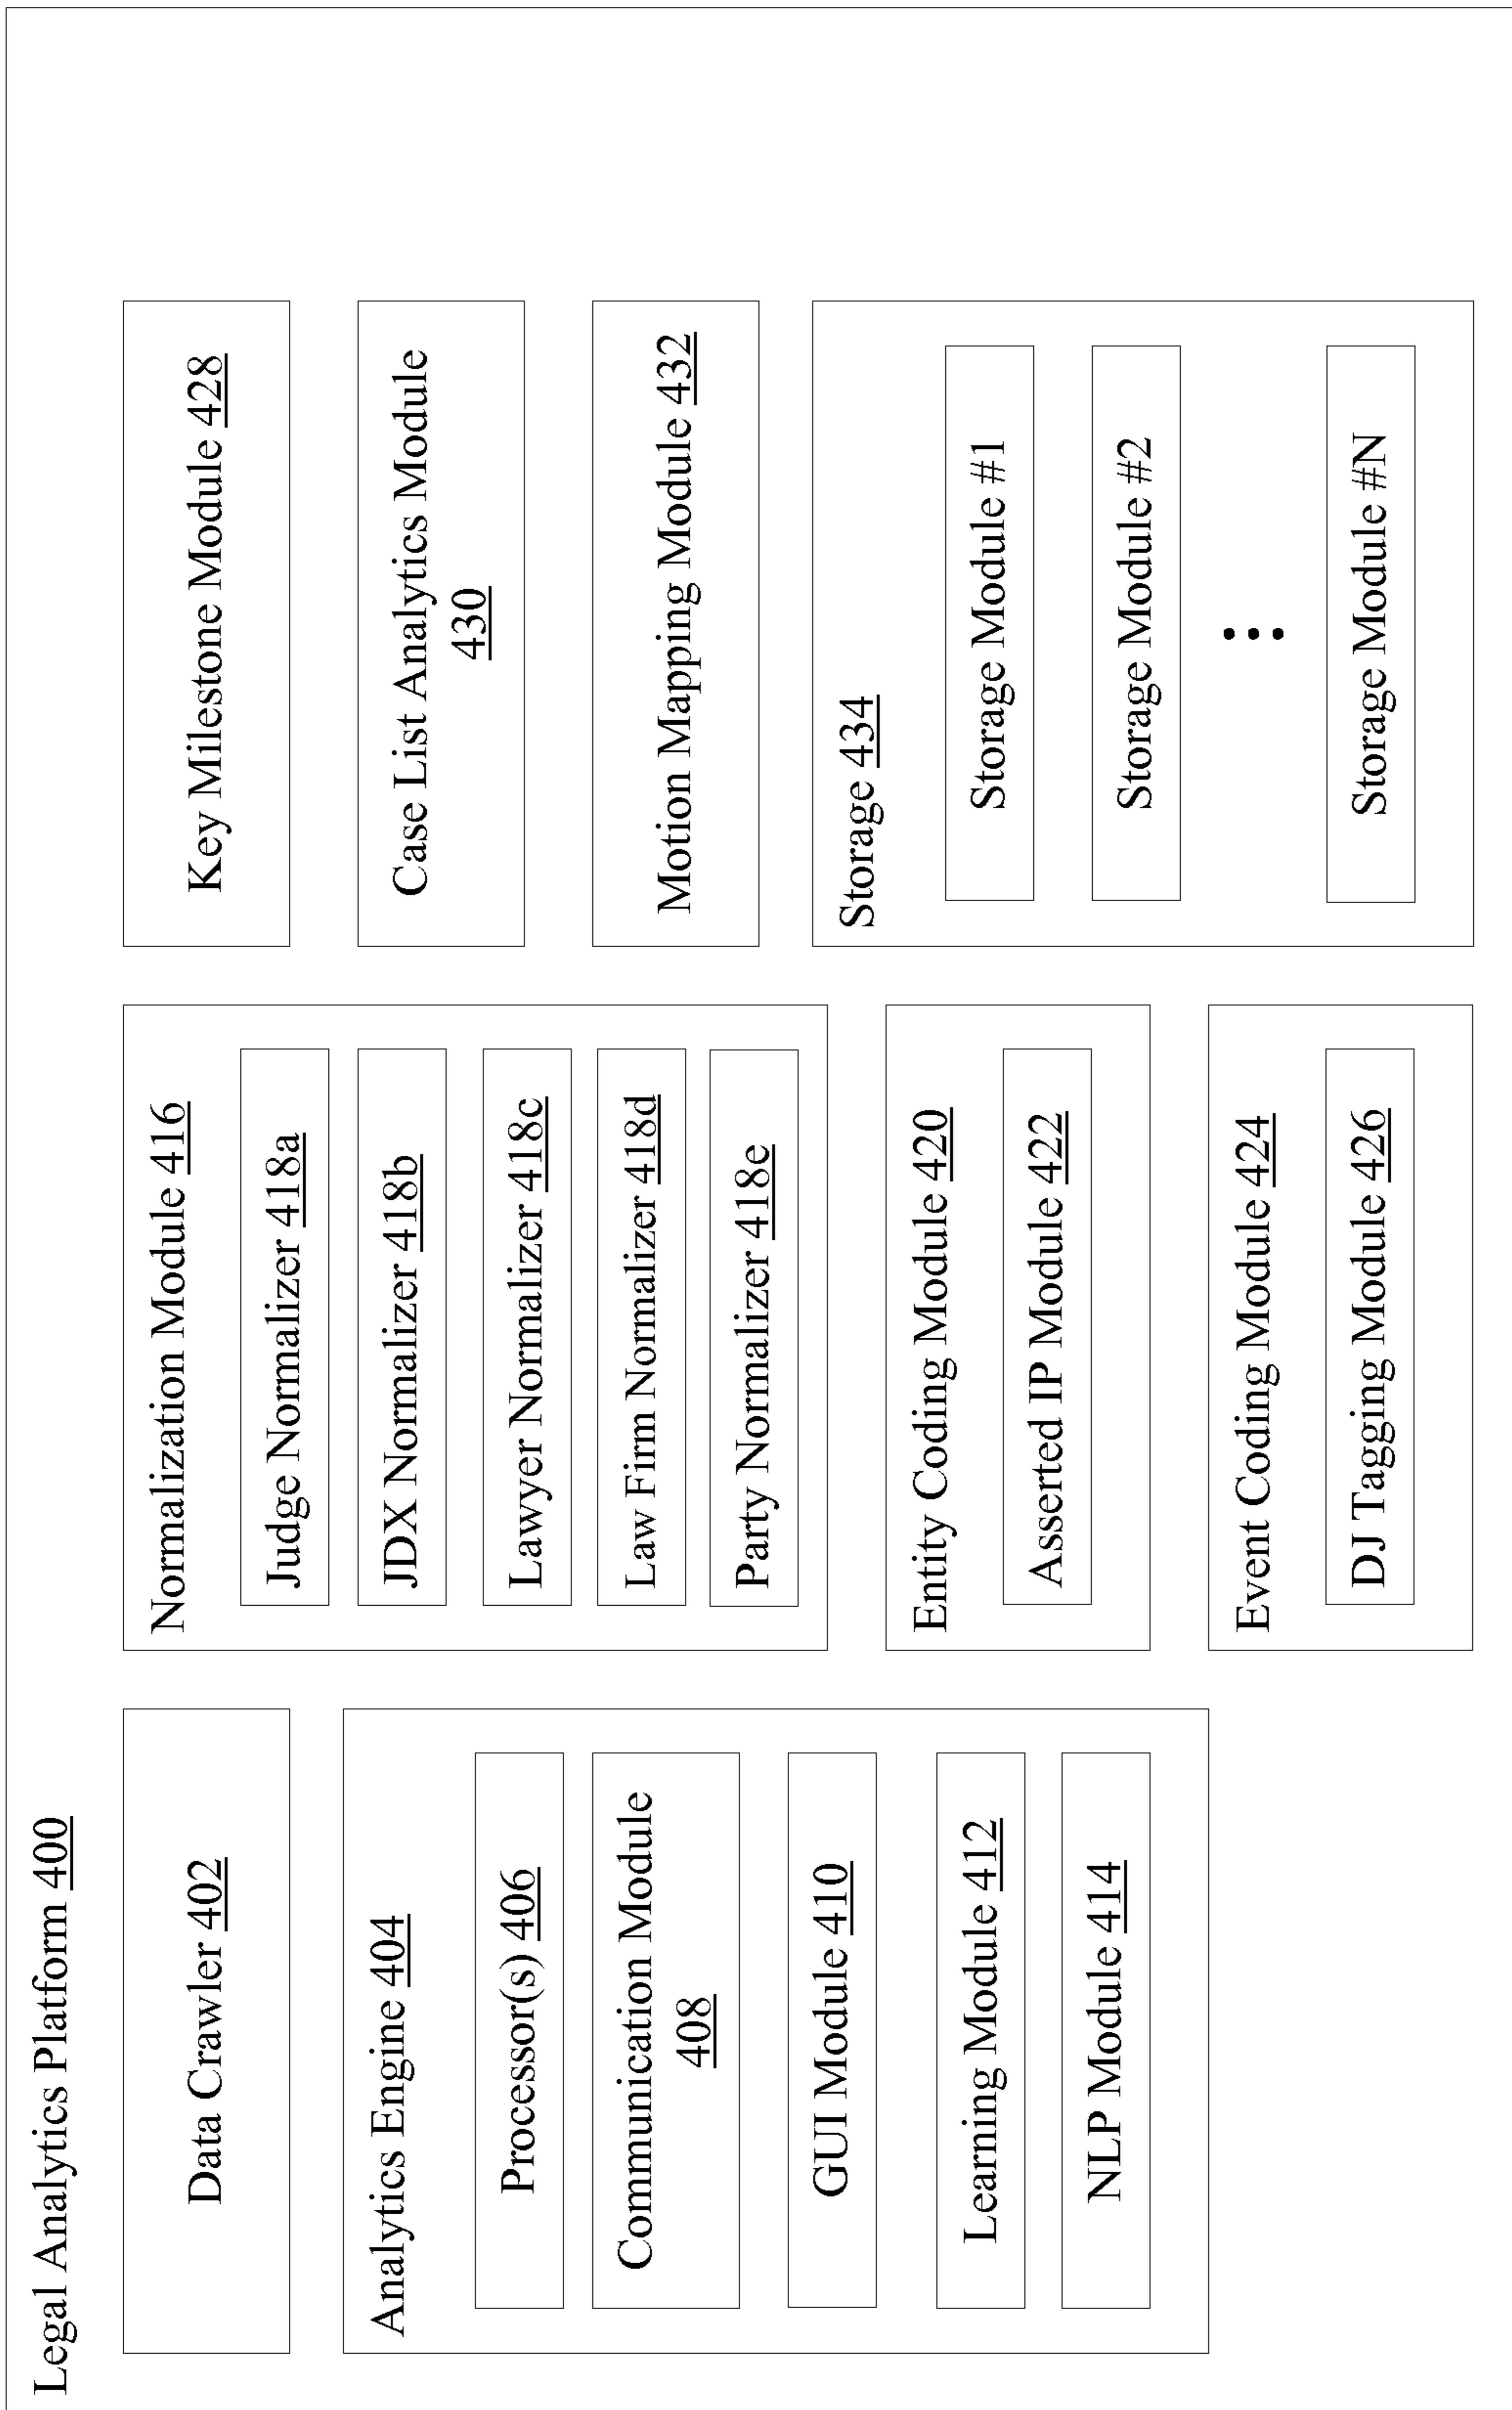 Legal Analytics Platform 400
Data Crawler 402
Analytics Engine 404
Processor(s) 406
Communication Module
408
GUI Module 410
Learning Module 412
NLP Module 414
Normalization Module 416
Judge Normalizer 418a
JDX Normalizer 418b
Lawyer Normalizer 418c
Law Firm Normalizer 418d
Party Normalizer 418e
Entity Coding Module 420
Asserted IP Module 422
Event Coding Module 424
DJ Tagging Module 426
Key Milestone Module 428
Case List Analytics Module
430
Motion Mapping Module 432
Storage 434
Storage Module #1
Storage Module #2
Storage Module #N